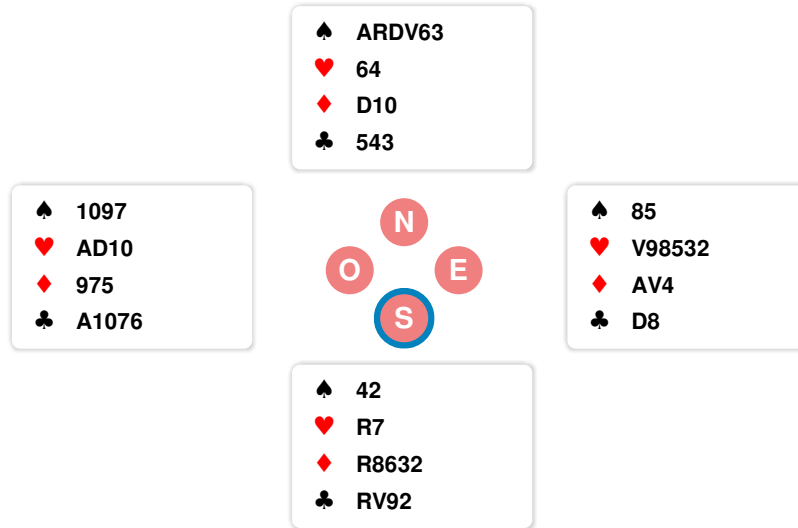 ♠ ARDV63
♥ 64
♦ D10
♣ 543
♠ 1097
♥ AD10
♦ 975
♣ A1076
N
O
E
S
♠ 85
♥ V98532
♦ AV4
♣ D8
♠ 42
♥ R7
♦ R8632
♣ RV92